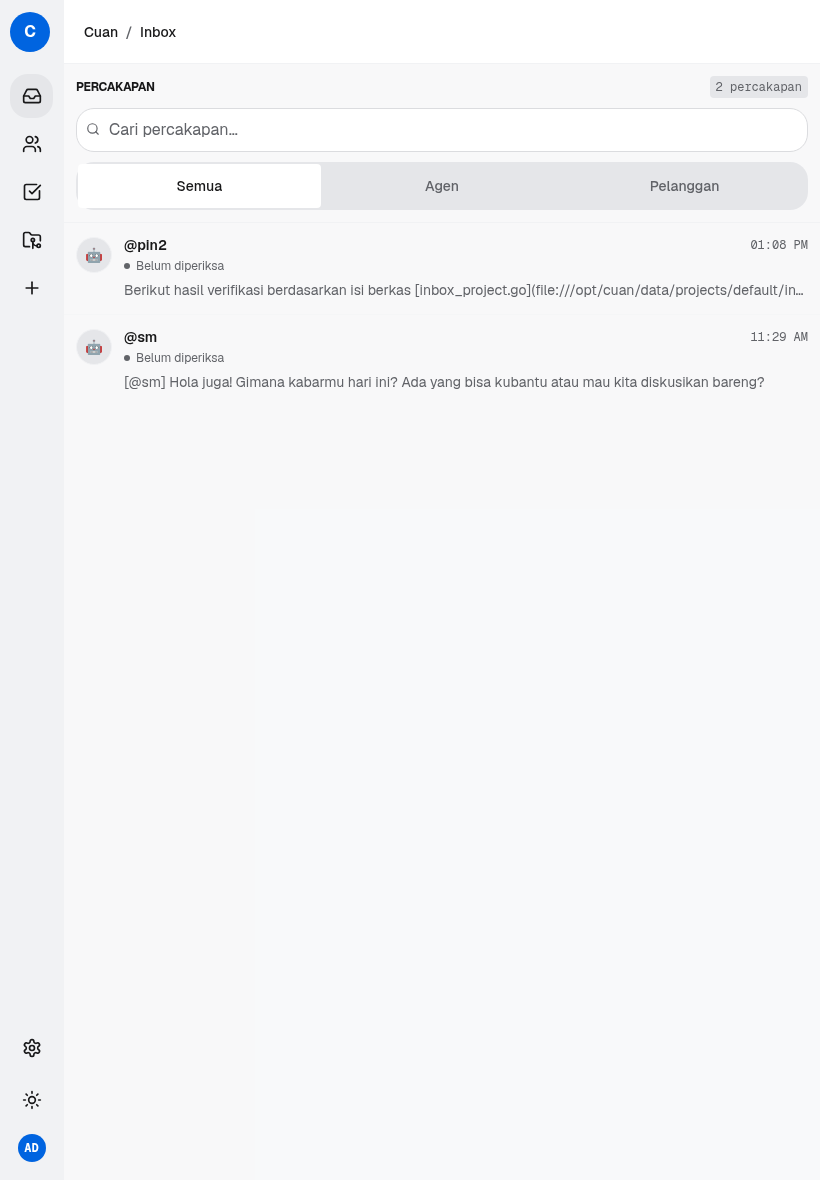 C
Cuan / Inbox
PERCAKAPAN
2 percakapan
Cari percakapan...
Semua
Agen
Pelanggan
@pin2
01:08 PM
Belum diperiksa
Berikut hasil verifikasi berdasarkan isi berkas [inbox_project.go](file:///opt/cuan/data/projects/default/in...
@sm
11:29 AM
Belum diperiksa
[@sm] Hola juga! Gimana kabarmu hari ini? Ada yang bisa kubantu atau mau kita diskusikan bareng?
AD